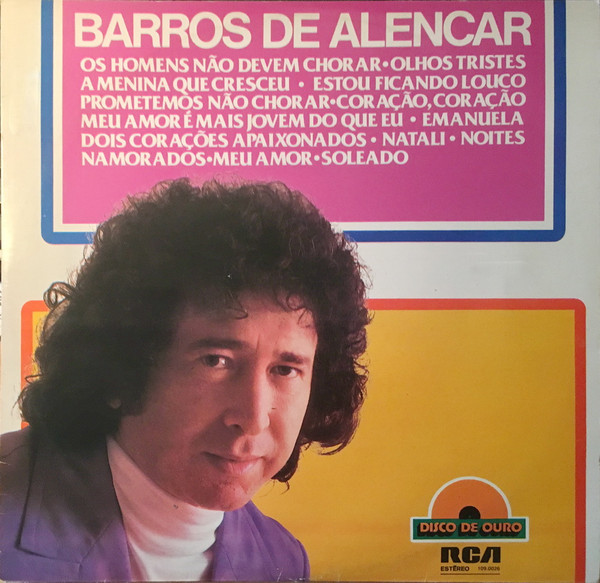 BARROS DE ALENCAR
OS HOMENS NÃO DEVEM CHORAR•OLHOS TRISTES
A MENINA QUE CRESCEU • ESTOU FICANDO LOUCO
PROMETEMOS NÃO CHORAR•CORAÇÃO, CORAÇÃO
MEU AMOR É MAIS JOVEM DO QUE EU • EMANUELA
DOIS CORAÇÕES APAIXONADOS • NATALI • NOITES
NAMORADOS•MEU AMOR•SOLEADO
DISCO DE OURO
RCA
ESTÉREO 109.0026